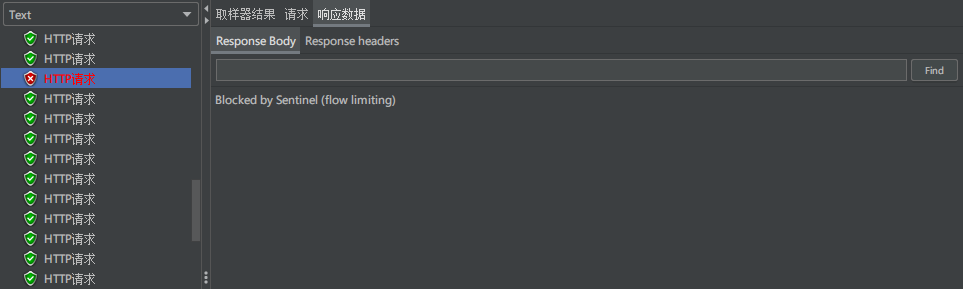 Text
HTTP请求
HTTP请求
HTTP请求
HTTP请求
HTTP请求
HTTP请求
HTTP请求
HTTP请求
HTTP请求
HTTP请求
HTTP请求
HTTP请求
HTTP请求
取样器结果 请求 响应数据
Response Body Response headers
Find
Blocked by Sentinel (flow limiting)